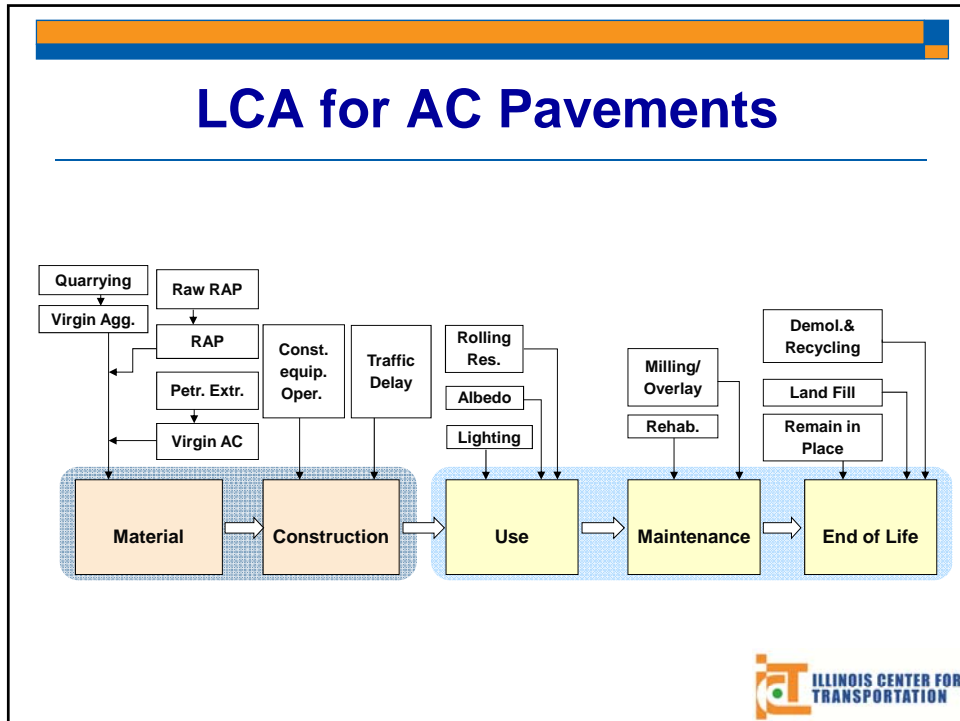 LCA for AC Pavements
Quarrying
Virgin Agg.
Raw RAP
RAP
Petr. Extr.
Virgin AC
Const.
equip.
Oper.
Traffic
Delay
Rolling
Res.
Albedo
Lighting
Milling/
Overlay
Rehab.
Demol.&
Recycling
Land Fill
Remain in
Place
Material
Construction
Use
Maintenance
End of Life
ICT
ILLINOIS CENTER FOR
TRANSPORTATION